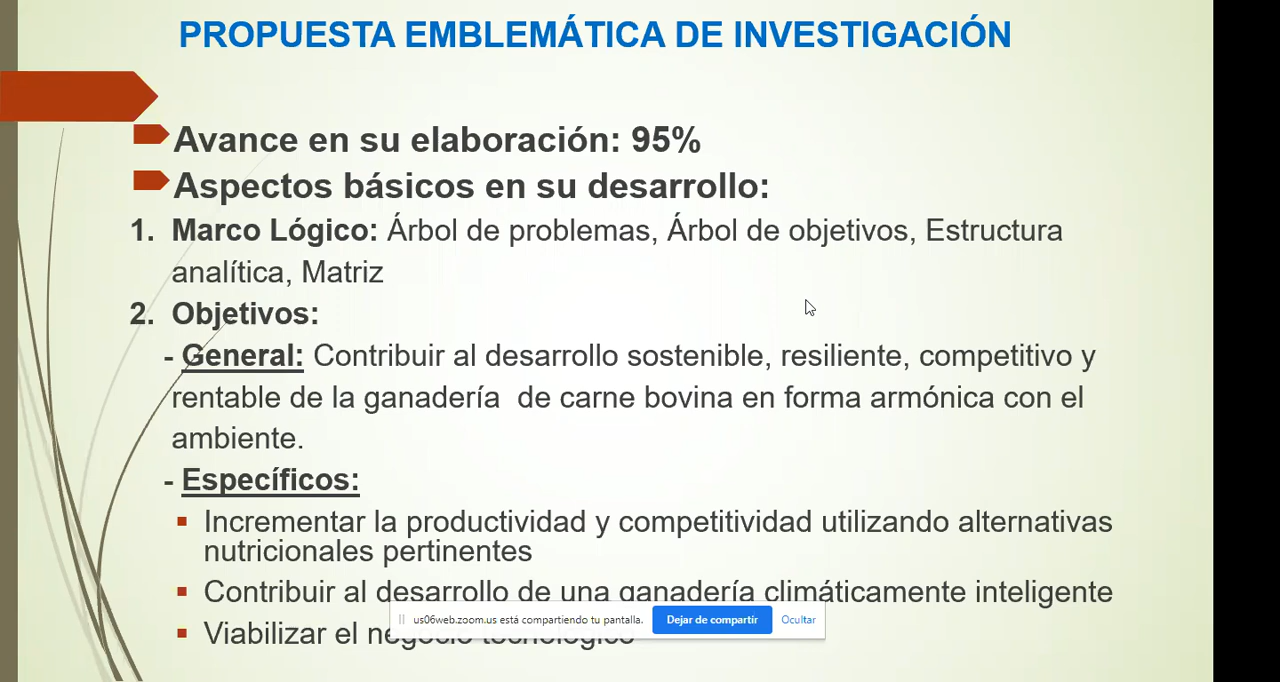 PROPUESTA EMBLEMÁTICA DE INVESTIGACIÓN
Avance en su elaboración: 95%
Aspectos básicos en su desarrollo:
1. Marco Lógico: Árbol de problemas, Árbol de objetivos, Estructura
analítica, Matriz
2. Objetivos:
- General: Contribuir al desarrollo sostenible, resiliente, competitivo y
rentable de la ganadería de carne bovina en forma armónica con el
ambiente.
- Específicos:
Incrementar la productividad y competitividad utilizando alternativas
nutricionales pertinentes
Contribuir al desarrollo de una ganadería climáticamente inteligente
us06web.zoom.us está compartiendo tu pantalla. Dejar de compartir Ocultar
Viabilizar el negocio tecnológico